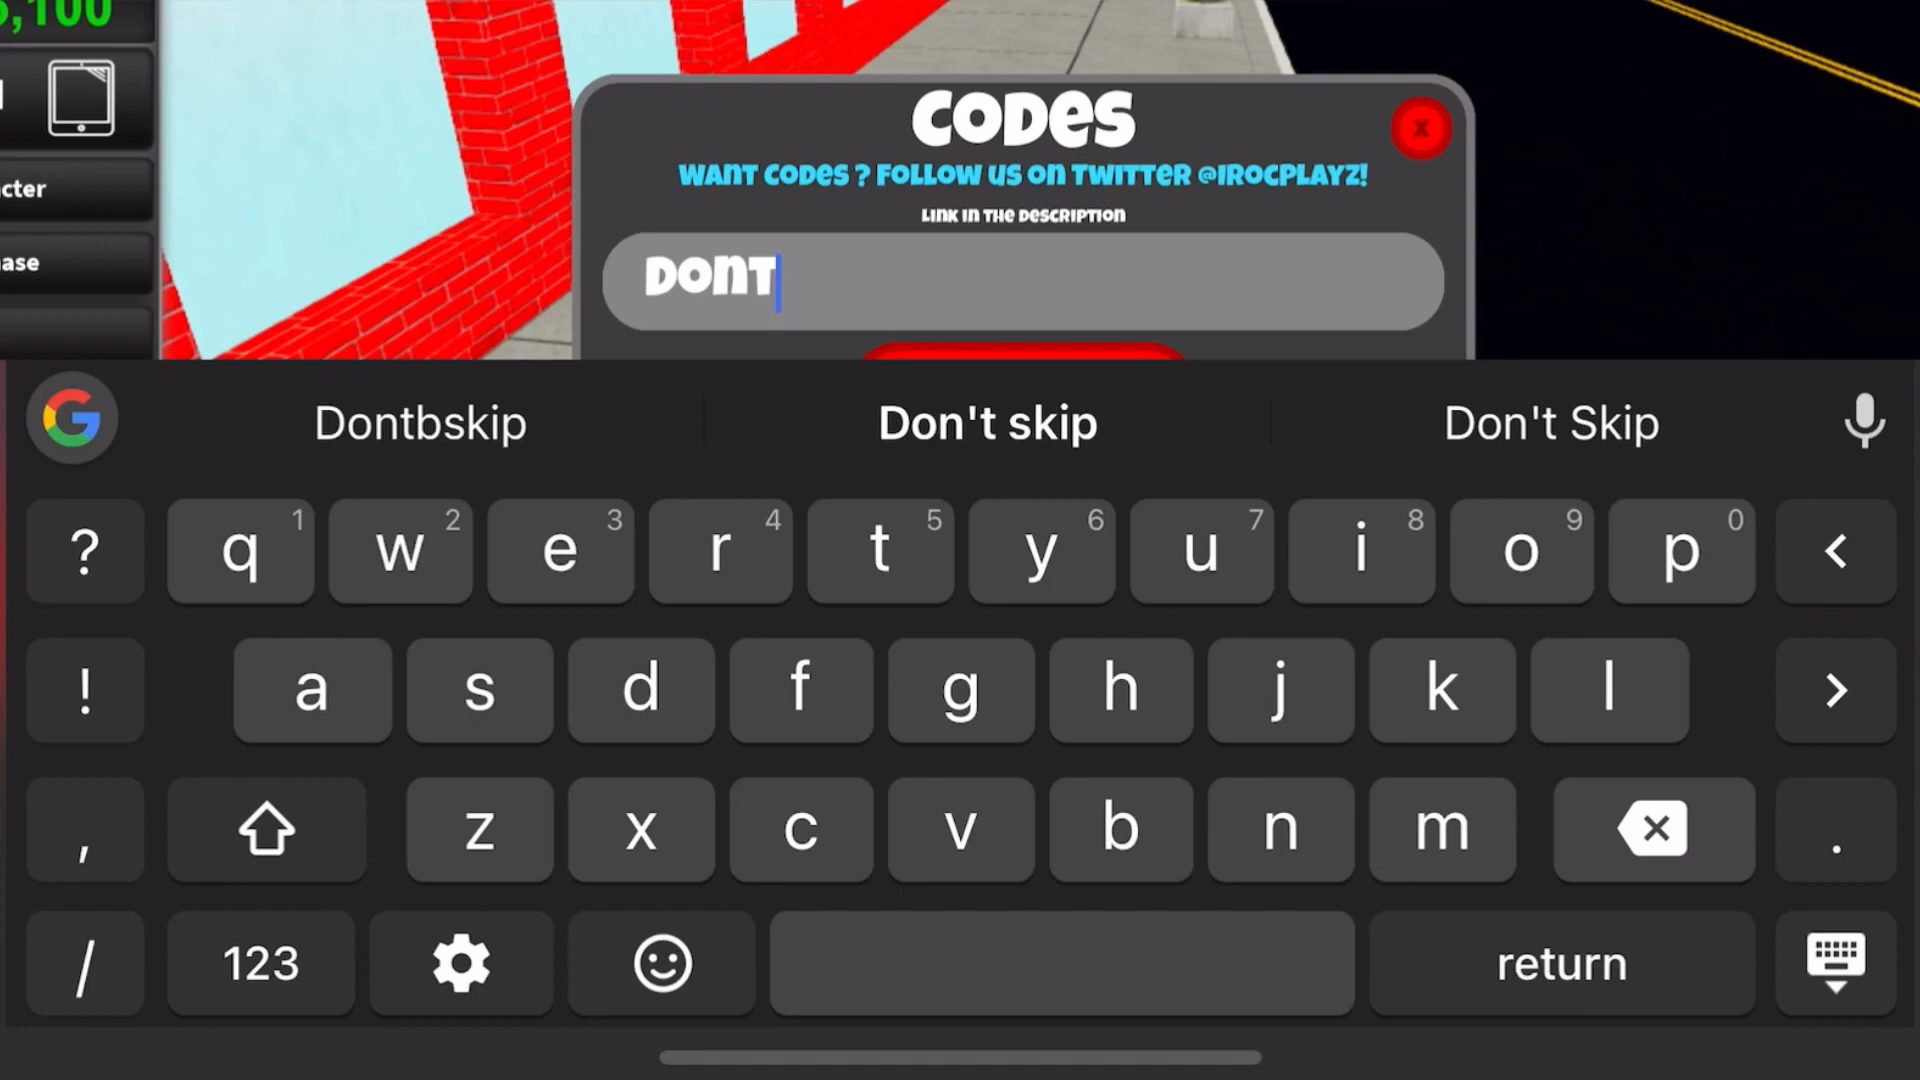 5,100
CODES
X
WANT CODES ? FOLLOW US ON TWITTER @IROCPLAYZ!
LINK IN THE DESCRIPTION
cter
DONT
ase
Dontbskip Don't skip Don't Skip
? q 1 w 2 e 3 r 4 t 5 y 6 u 7 i 8 o 9 p 0 <
! a s d f g h j k l >
, z x c v b n m .
/ 123 return